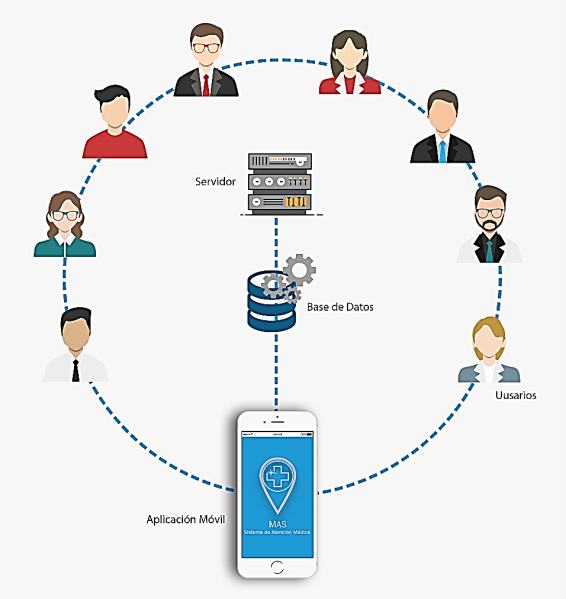 Servidor
Base de Datos
Uusarios
Aplicación Móvil
MAS
Sistema de Atención Médica